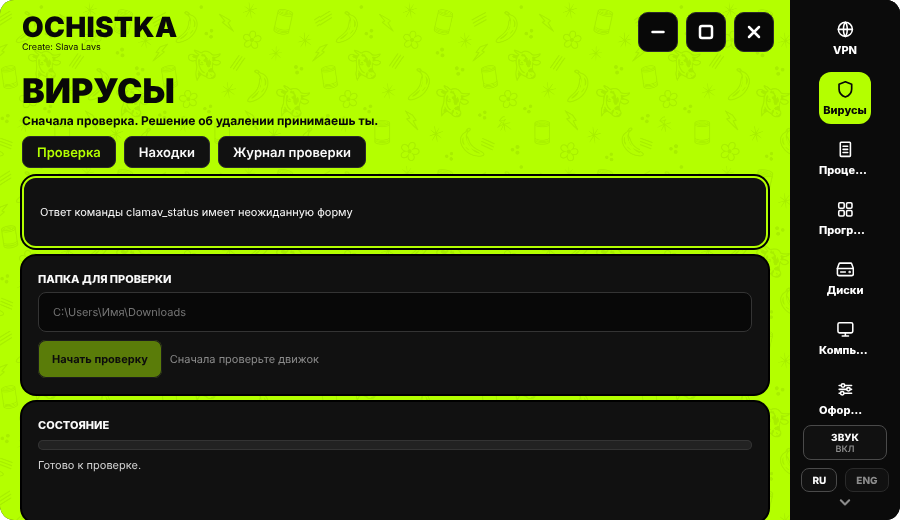 OCHISTKA
Create: Slava Lavs
ВИРУСЫ
Сначала проверка. Решение об удалении принимаешь ты.
Проверка
Находки
Журнал проверки
Ответ команды clamav_status имеет неожиданную форму
ПАПКА ДЛЯ ПРОВЕРКИ
C:\Users\Имя\Downloads
Начать проверку
Сначала проверьте движок
СОСТОЯНИЕ
Готово к проверке.
VPN
Вирусы
Проце...
Прогр...
Диски
Компь...
Офор...
ЗВУК
ВКЛ
RU
ENG